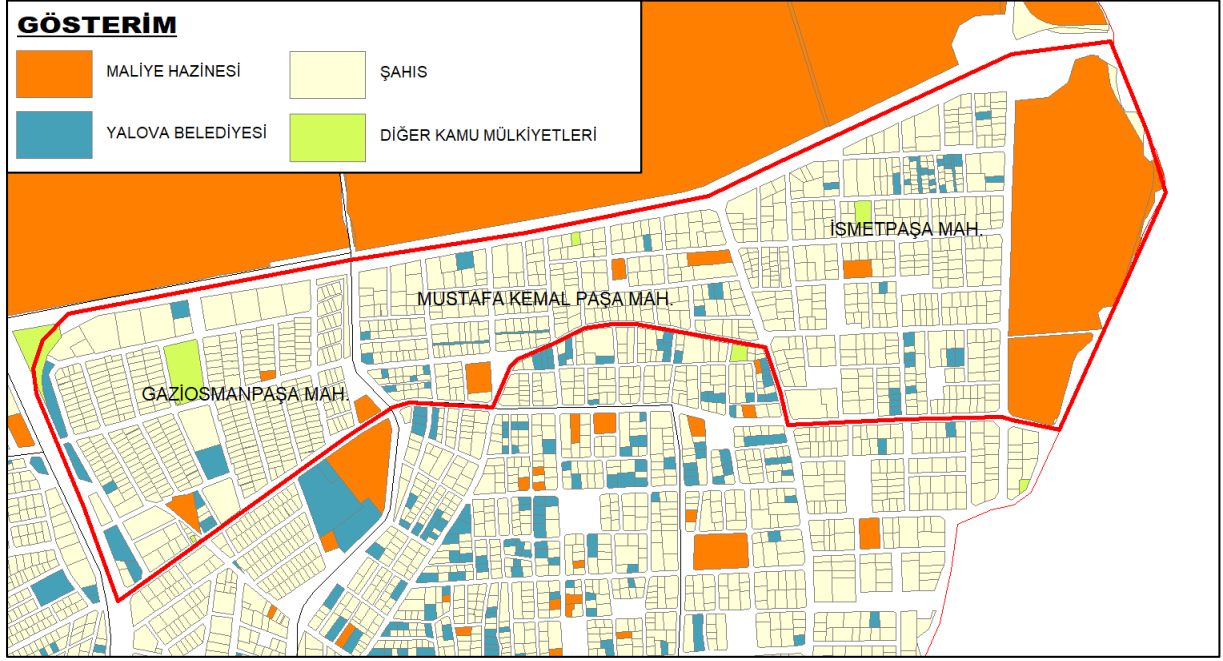 GÖSTERİM
MALİYE HAZİNESİ
ŞAHIS
YALOVA BELEDİYESİ
DİĞER KAMU MÜLKİYETLERİ
İSMETPAŞA MAH.
MUSTAFA KEMAL PAŞA MAH.
GAZİOSMANPAŞA MAH.